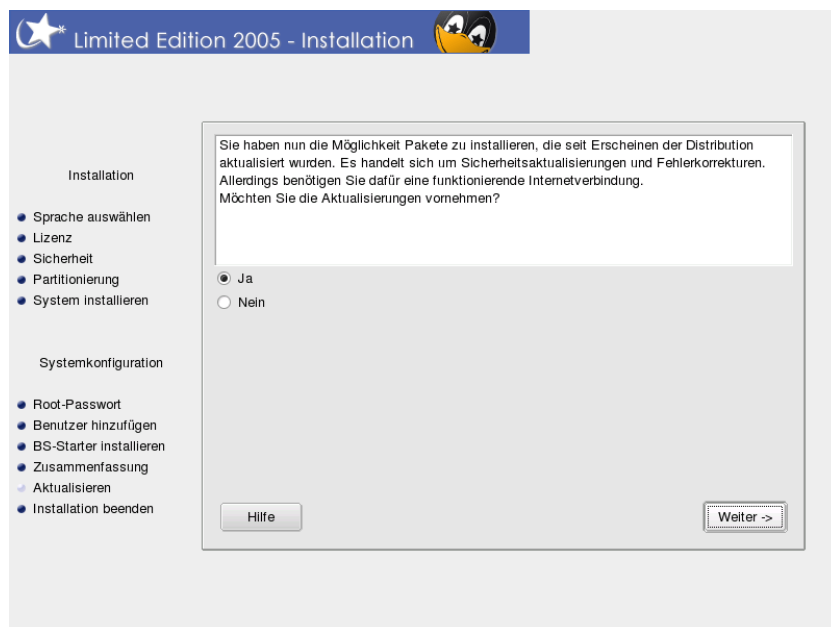 Limited Edition 2005 - Installation
Installation
Sprache auswählen
Lizenz
Sicherheit
Partitionierung
System installieren
Systemkonfiguration
Root-Passwort
Benutzer hinzufügen
BS-Starter installieren
Zusammenfassung
Aktualisieren
Installation beenden
Sie haben nun die Möglichkeit Pakete zu installieren, die seit Erscheinen der Distribution
aktualisiert wurden. Es handelt sich um Sicherheitsaktualisierungen und Fehlerkorrekturen.
Allerdings benötigen Sie dafür eine funktionierende Internetverbindung.
Möchten Sie die Aktualisierungen vornehmen?
Ja
Nein
Hilfe
Weiter ->